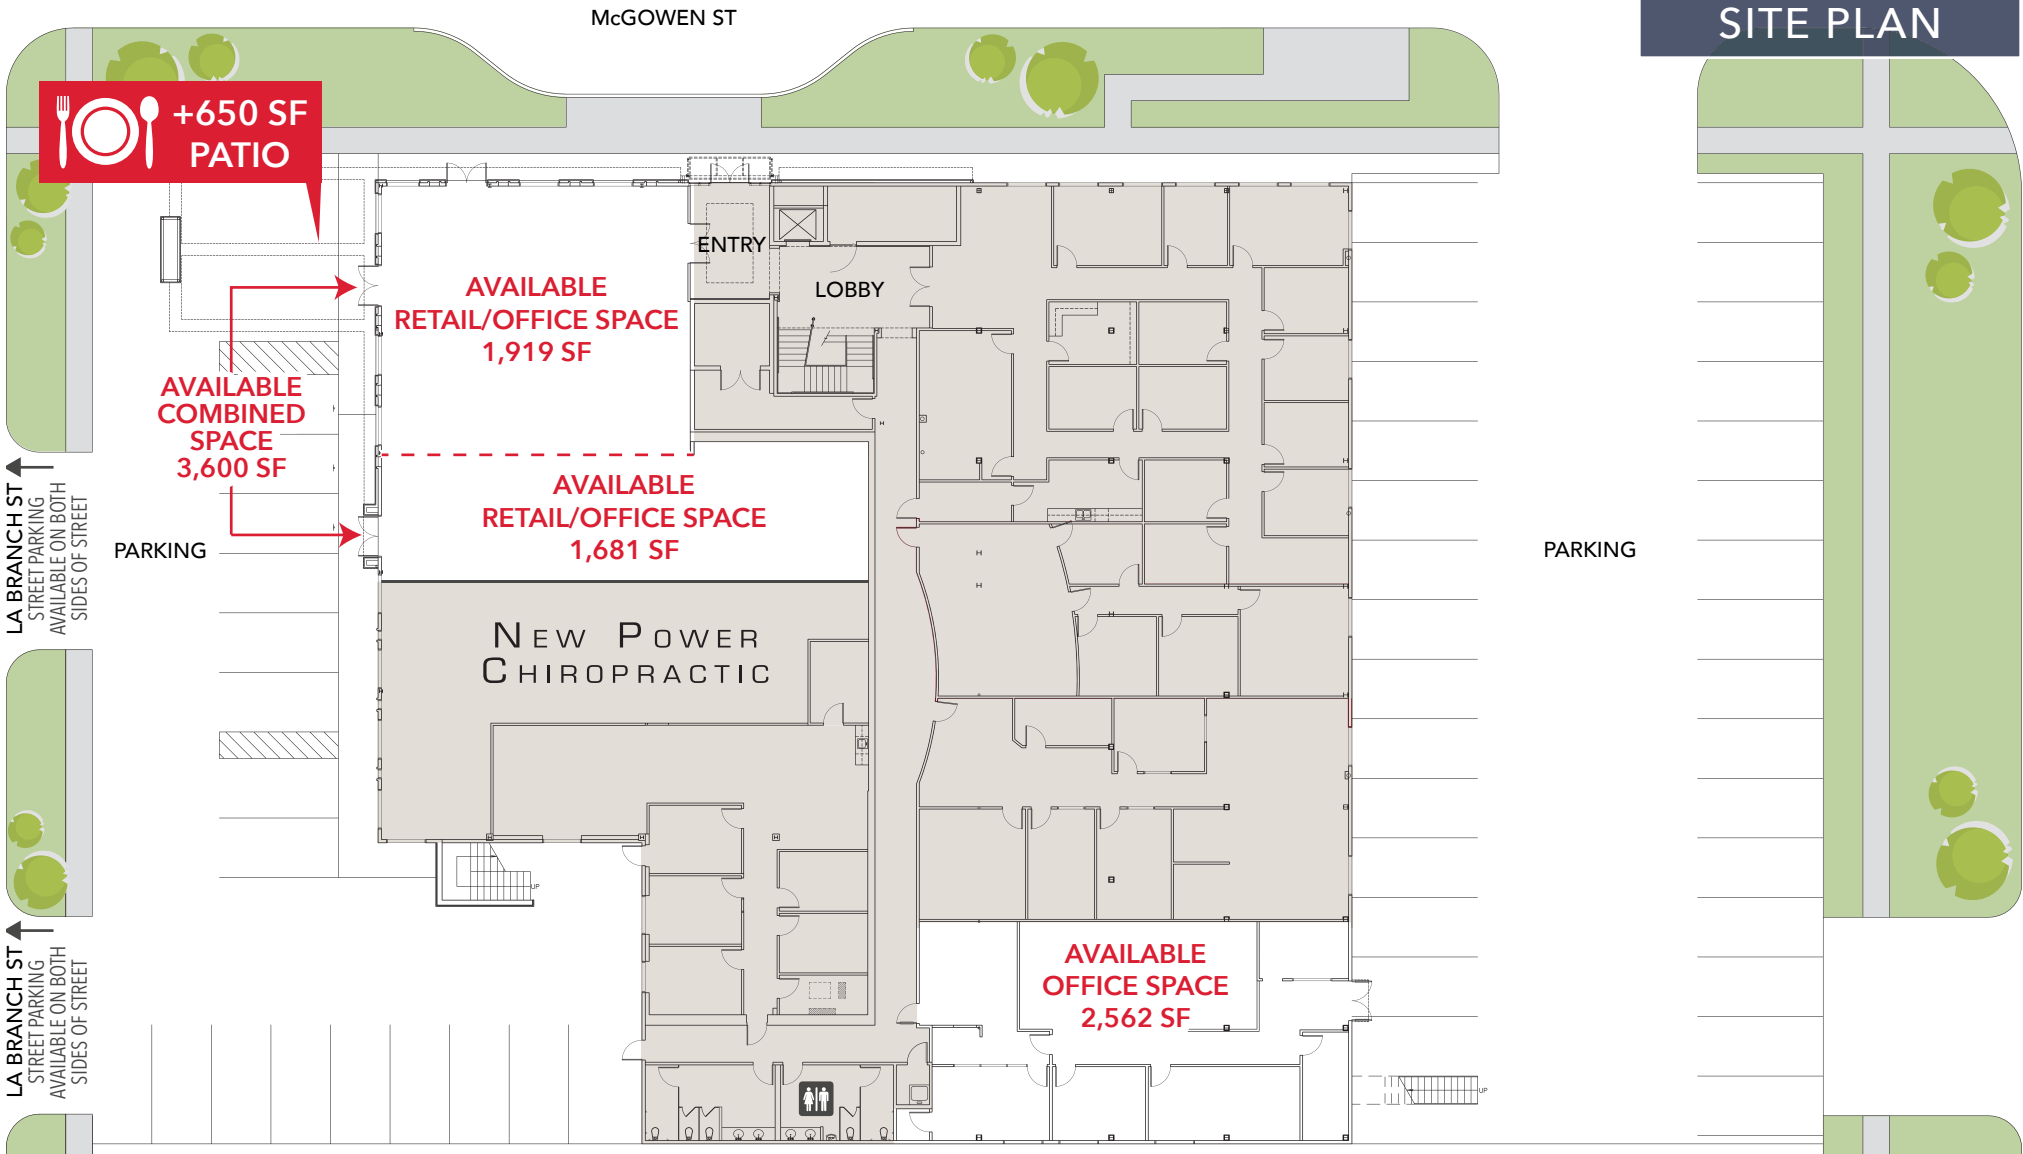 McGOWEN ST
SITE PLAN
+650 SF
PATIO
ENTRY
LOBBY
AVAILABLE
RETAIL/OFFICE SPACE
1,919 SF
AVAILABLE
COMBINED
SPACE
3,600 SF
AVAILABLE
RETAIL/OFFICE SPACE
1,681 SF
LA BRANCH ST
STREET PARKING
AVAILABLE ON BOTH
SIDES OF STREET
PARKING
PARKING
NEW POWER
CHIROPRACTIC
UP
AVAILABLE
OFFICE SPACE
2,562 SF
LA BRANCH ST
STREET PARKING
AVAILABLE ON BOTH
SIDES OF STREET
UP